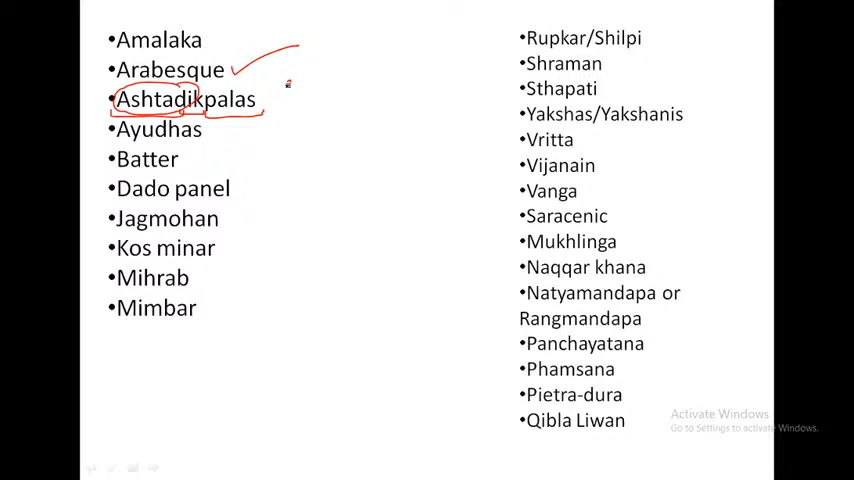 •Amalaka
•Arabesque
•Ashtadikpalas
•Ayudhas
•Batter
•Dado panel
•Jagmohan
•Kos minar
•Mihrab
•Mimbar
•Rupkar/Shilpi
•Shraman
•Sthapati
•Yakshas/Yakshanis
•Vritta
•Vijanain
•Vanga
•Saracenic
•Mukhlinga
•Naqqar khana
•Natyamandapa or
Rangmandapa
•Panchayatana
•Phamsana
•Pietra-dura
•Qibla Liwan
Activate Windows
Go to Settings to activate Windows.